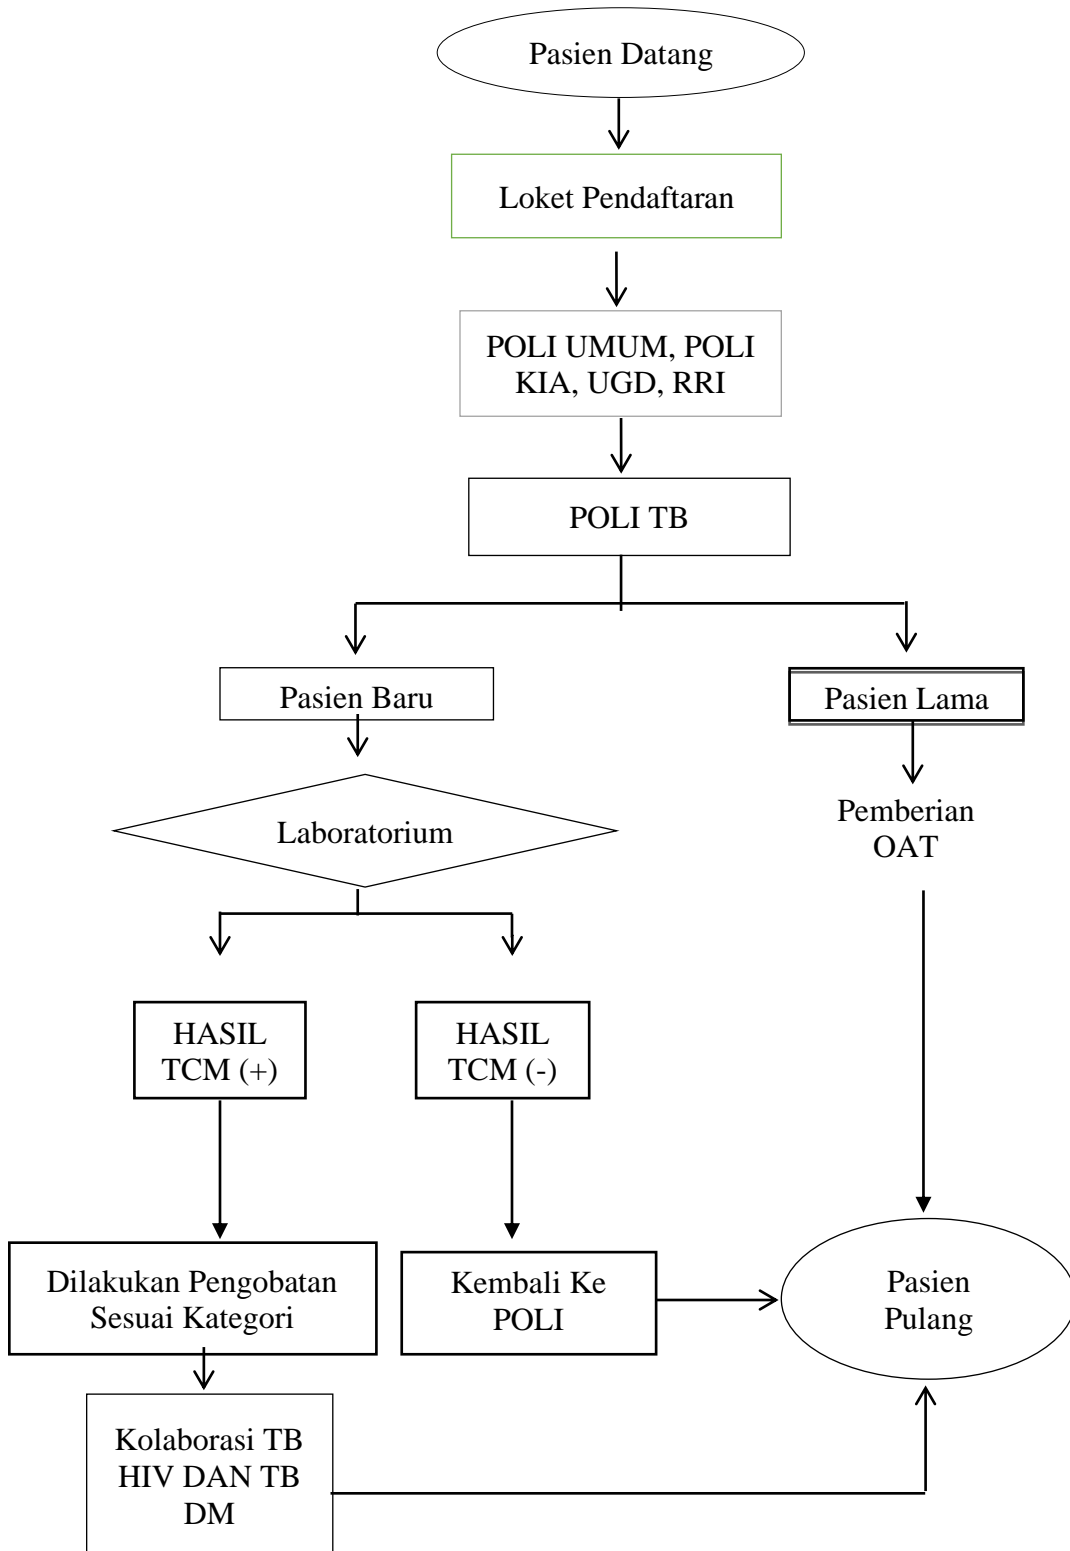 Pasien Datang
Loket Pendaftaran
POLI UMUM, POLI
KIA, UGD, RRI
POLI TB
Pasien Baru
Pasien Lama
Laboratorium
Pemberian
OAT
HASIL
TCM (+)
HASIL
TCM (-)
Dilakukan Pengobatan
Sesuai Kategori
Kembali Ke
POLI
Pasien
Pulang
Kolaborasi TB
HIV DAN TB
DM